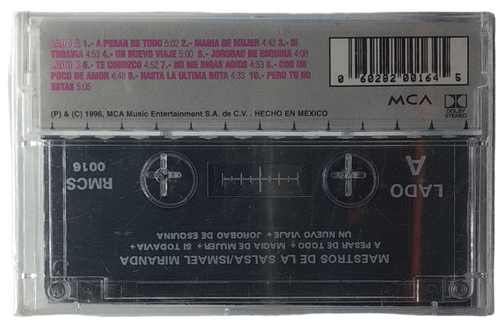 LADO A 1.- A PESAR DE TODO 5:02 2.- MAGIA DE MUJER 4:42 3.- SI
TODAVIA 4:53 4.- UN NUEVO VIAJE 5:00 5.- JOROBAO DE ESQUINA 4:08
LADO B 6.- TE CONOZCO 4:52 7.- NO ME DIGAS ADIOS 4:53 8.- CON UN
POCO DE AMOR 4:48 9.- HASTA LA ULTIMA GOTA 4:33 10.- PERO TU NO
ESTAS 5:05
0 60282 00164 5
MCA DOLBY STEREO
(P) & (C) 1996, MCA Music Entertainment S.A. de C.V. . HECHO EN MEXICO
LADO
A
RMCS
0016
MAESTROS DE LA SALSA/ISMAEL MIRANDA
A PESAR DE TODO+ MAGIA DE MUJER+ SI TODAVIA+
UN NUEVO VIAJE+ JOROBAO DE ESQUINA